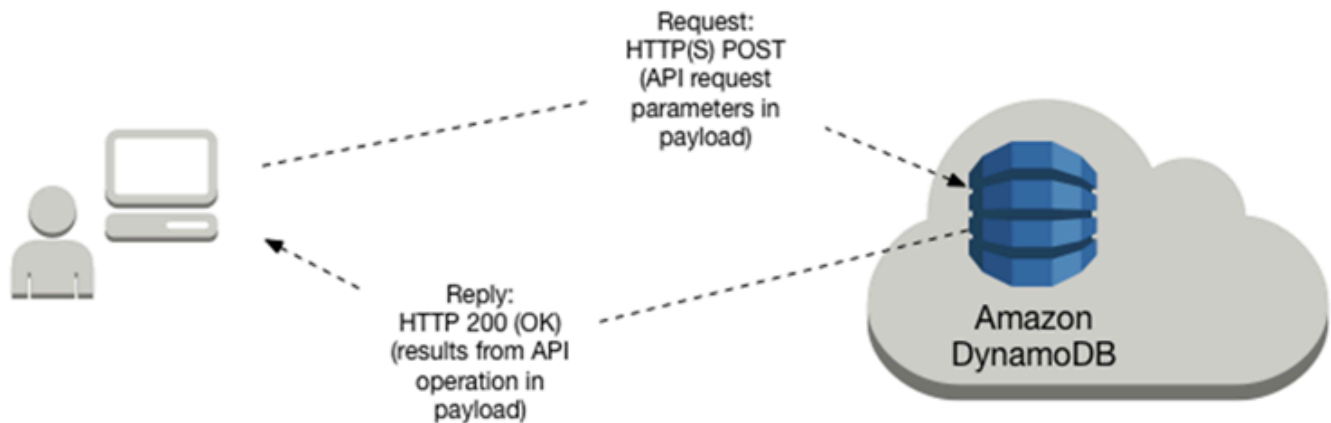 Request:
HTTP(S) POST
(API request
parameters in
payload)
Reply:
HTTP 200 (OK)
(results from API
operation in
payload)
Amazon
DynamoDB